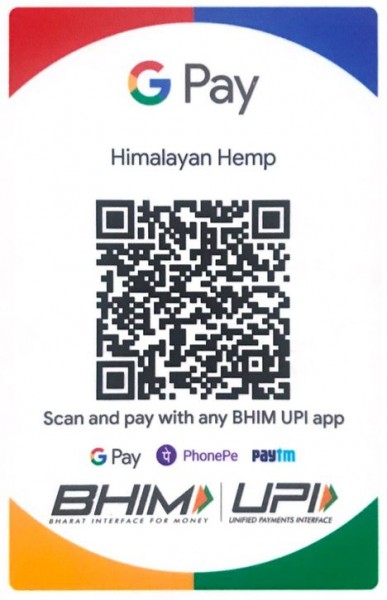 G Pay
Himalayan Hemp
Scan and pay with any BHIM UPI app
G Pay पे PhonePe paytm
BHIM UPI
BHARAT INTERFACE FOR MONEY UNIFIED PAYMENTS INTERFACE